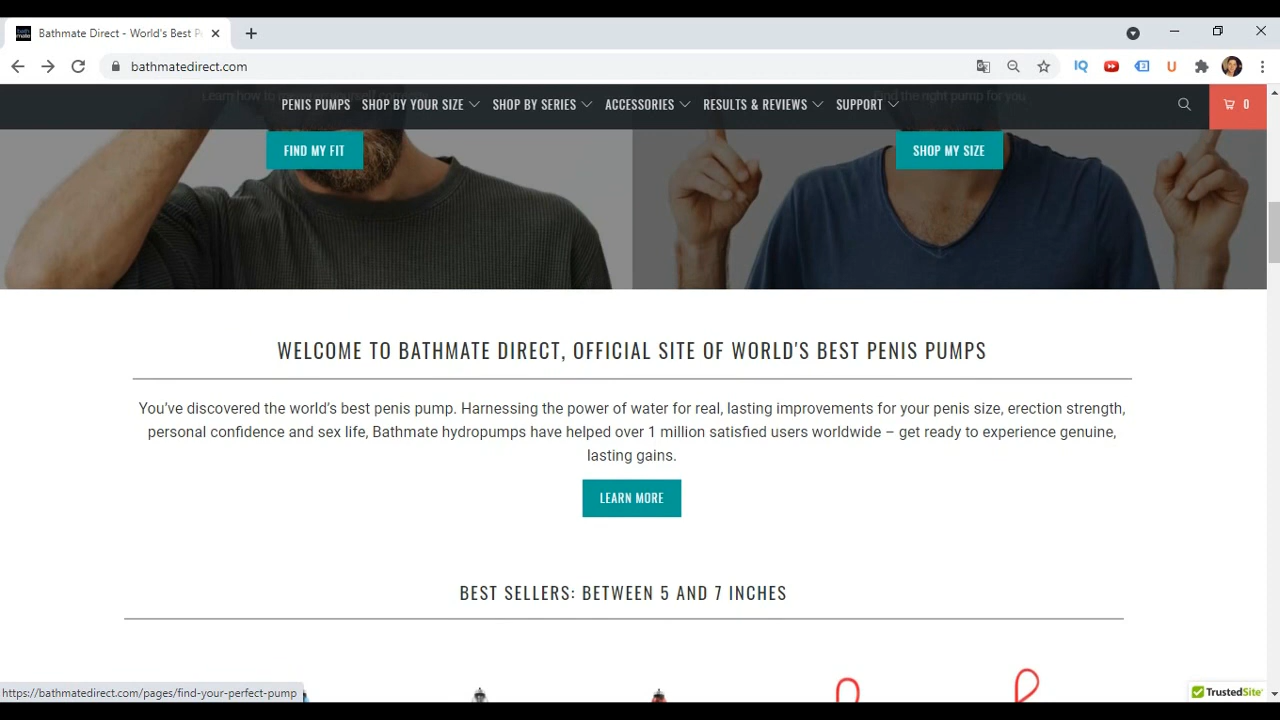 Bathmate Direct - World's Best P
bathmatedirect.com
IQ
U
PENIS PUMPS SHOP BY YOUR SIZE SHOP BY SERIES ACCESSORIES RESULTS & REVIEWS SUPPORT 0
FIND MY FIT
SHOP MY SIZE
WELCOME TO BATHMATE DIRECT, OFFICIAL SITE OF WORLD'S BEST PENIS PUMPS
You've discovered the world's best penis pump. Harnessing the power of water for real, lasting improvements for your penis size, erection strength,
personal confidence and sex life, Bathmate hydropumps have helped over 1 million satisfied users worldwide – get ready to experience genuine,
lasting gains.
LEARN MORE
BEST SELLERS: BETWEEN 5 AND 7 INCHES
https://bathmatedirect.com/pages/find-your-perfect-pump
TrustedSite